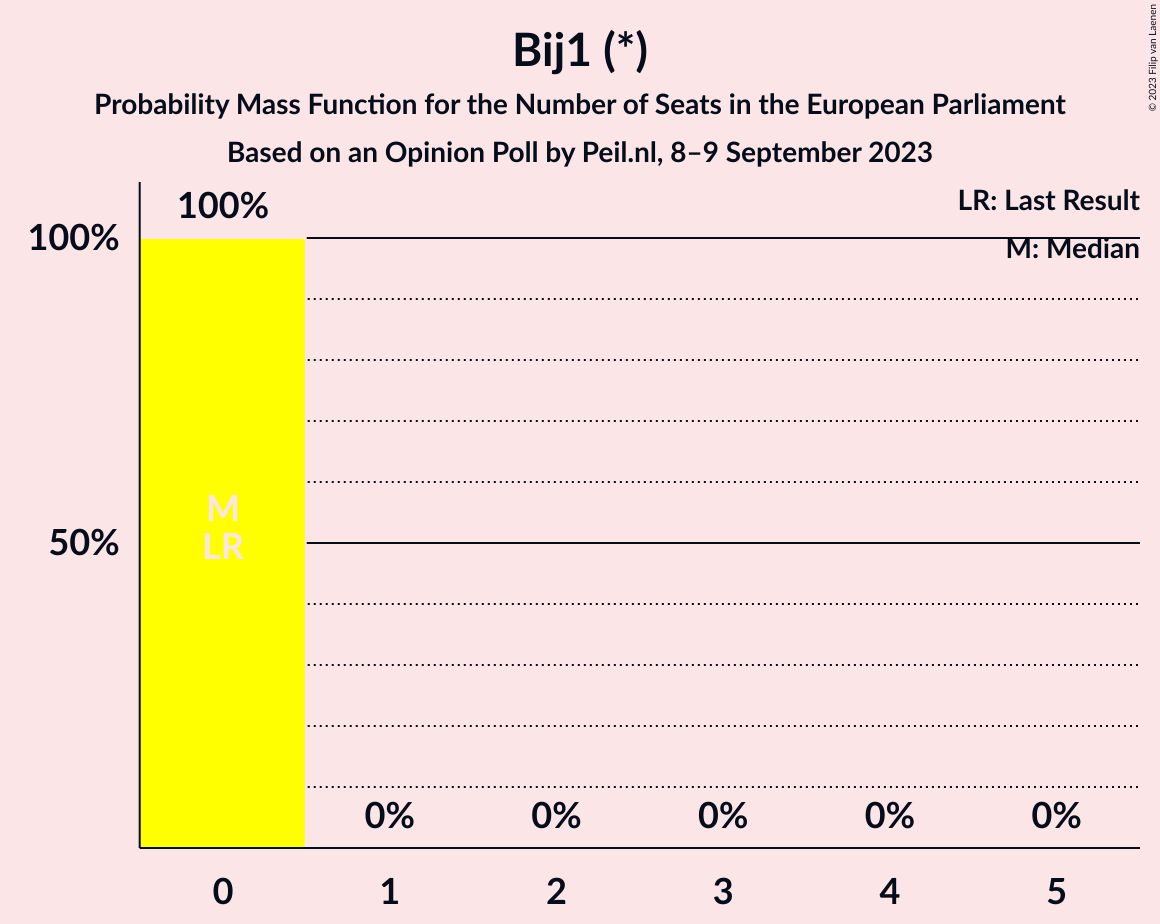 Bij1 (*)
Probability Mass Function for the Number of Seats in the European Parliament
Based on an Opinion Poll by Peil.nl, 8–9 September 2023
© 2023 Filip van Laenen
LR: Last Result
M: Median
100%
100%
50%
M
LR
0%
0%
0%
0%
0%
0
1
2
3
4
5